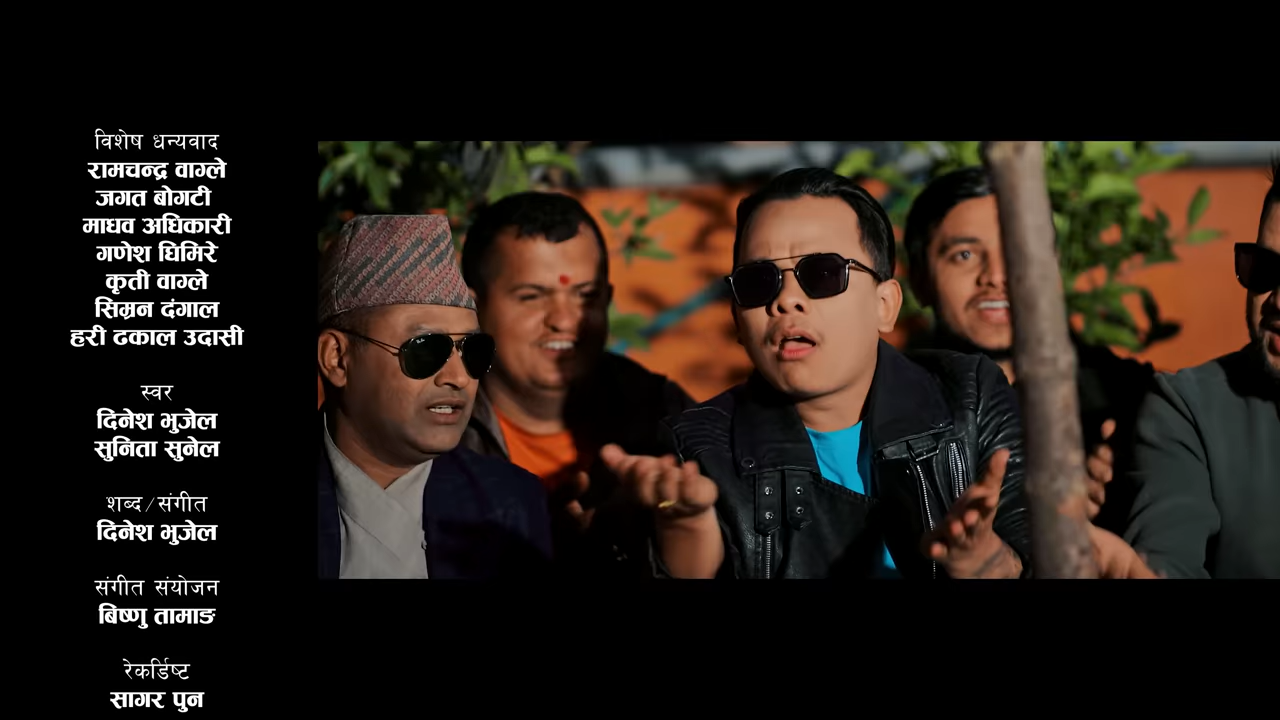 विशेष धन्यवाद
रामचन्द्र वाग्ले
जगत बोगटी
माधव अधिकारी
गणेश घिमिरे
कृती वाग्ले
सिम्रन दंगाल
हरी ढकाल उदासी
स्वर
दिनेश भुजेल
सुनिता सुनेल
शब्द/संगीत
दिनेश भुजेल
संगीत संयोजन
बिष्णु तामाङ
रेकर्डिष्ट
सागर पुन